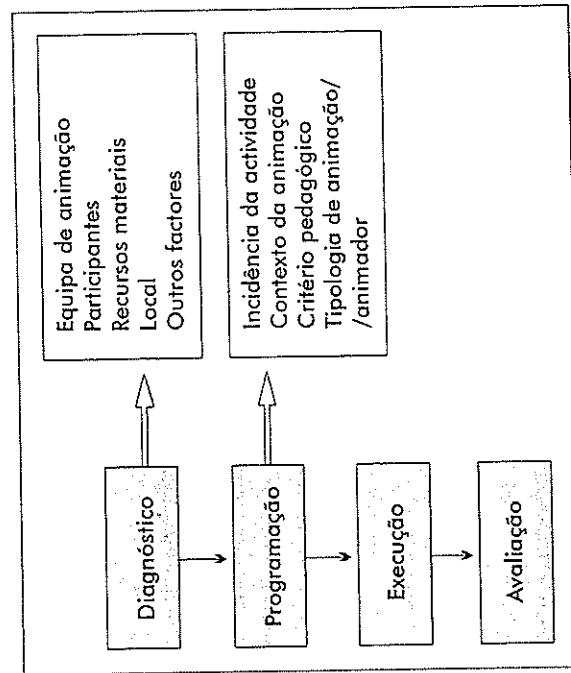 Diagnóstico
Equipa de animação
Participantes
Recursos materiais
Local
Outros factores
Programação
Incidência da actividade
Contexto da animação
Critério pedagógico
Tipologia de animação/
/animador
Execução
Avaliação